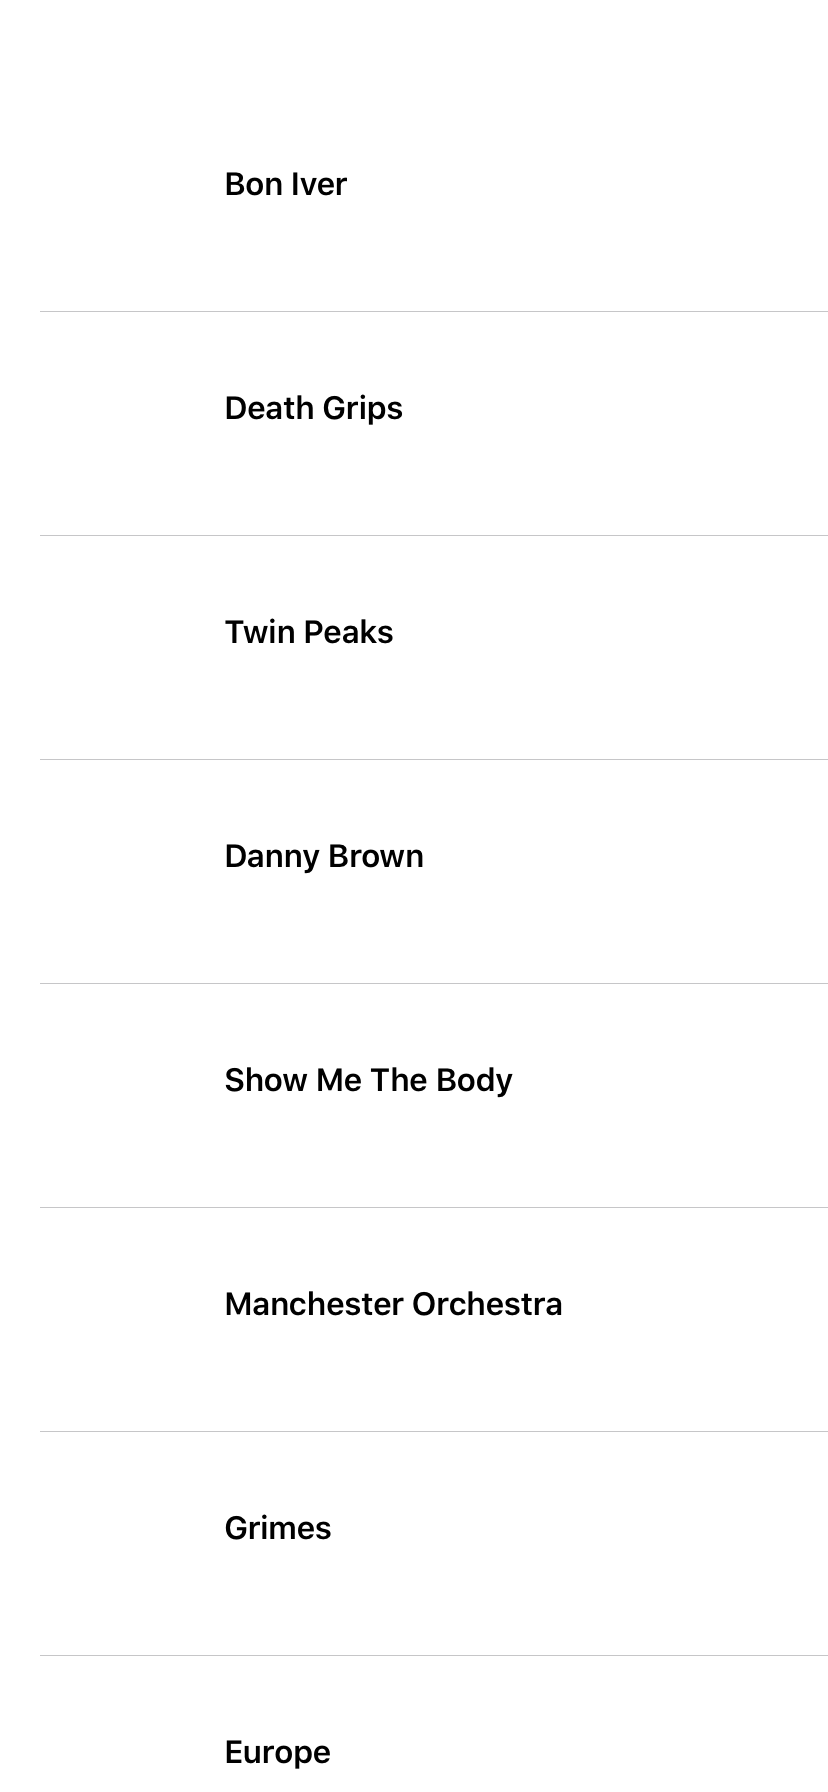 Bon Iver
Death Grips
Twin Peaks
Danny Brown
Show Me The Body
Manchester Orchestra
Grimes
Europe